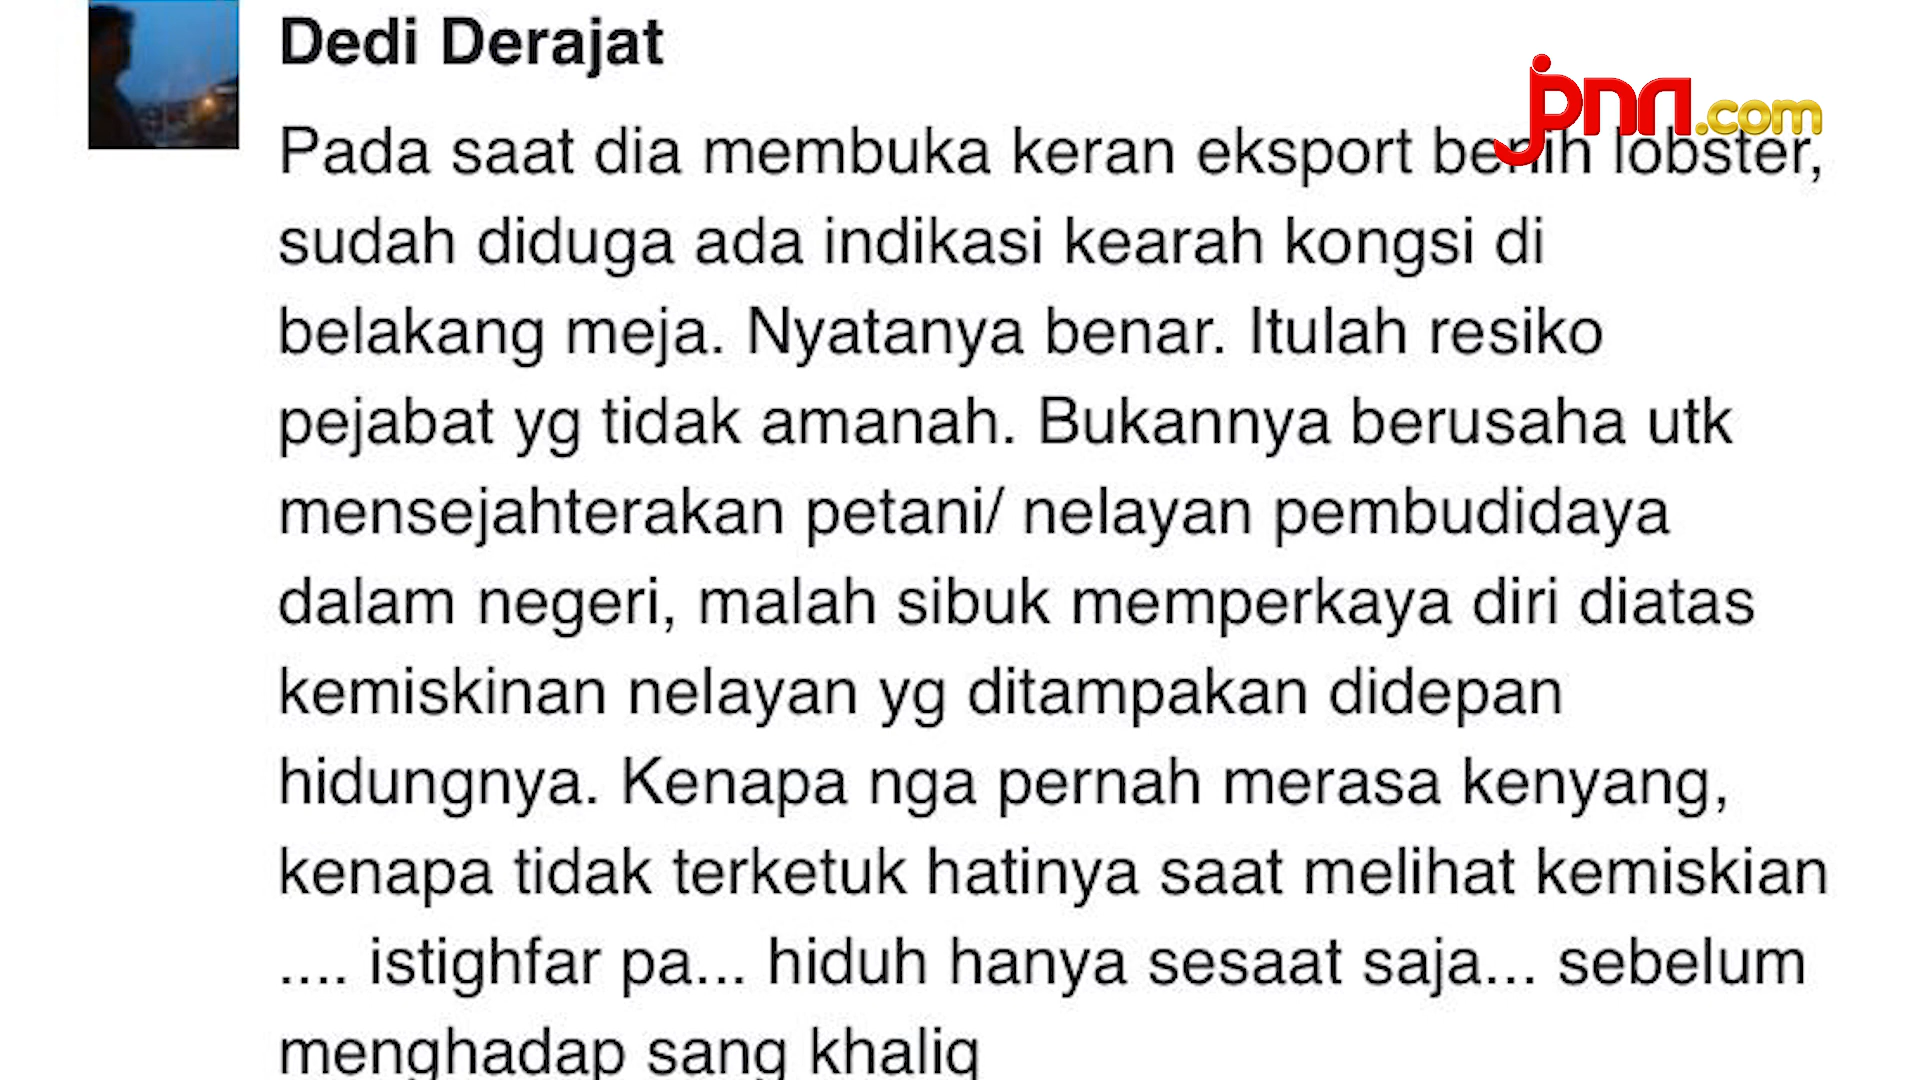 Dedi Derajat
jpnn.com
Pada saat dia membuka keran eksport benih lobster,
sudah diduga ada indikasi kearah kongsi di
belakang meja. Nyatanya benar. Itulah resiko
pejabat yg tidak amanah. Bukannya berusaha utk
mensejahterakan petani/ nelayan pembudidaya
dalam negeri, malah sibuk memperkaya diri diatas
kemiskinan nelayan yg ditampakan didepan
hidungnya. Kenapa nga pernah merasa kenyang,
kenapa tidak terketuk hatinya saat melihat kemiskian
.... istighfar pa... hiduh hanya sesaat saja... sebelum
menghadap sang khaliq